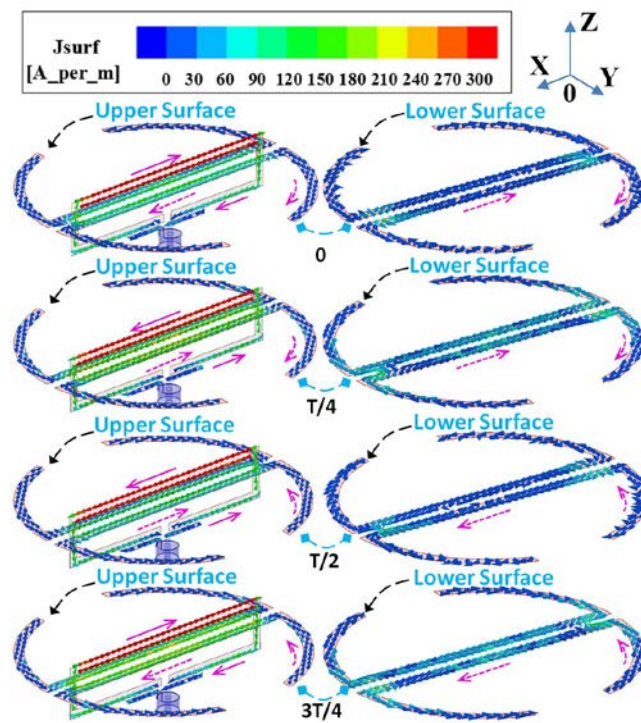 Jsurf
[A_per_m]
0 30 60 90 120 150 180 210 240 270 300
Z
X
Y
0
Upper Surface
Lower Surface
0
Upper Surface
Lower Surface
T/4
Upper Surface
Lower Surface
T/2
Upper Surface
Lower Surface
3T/4